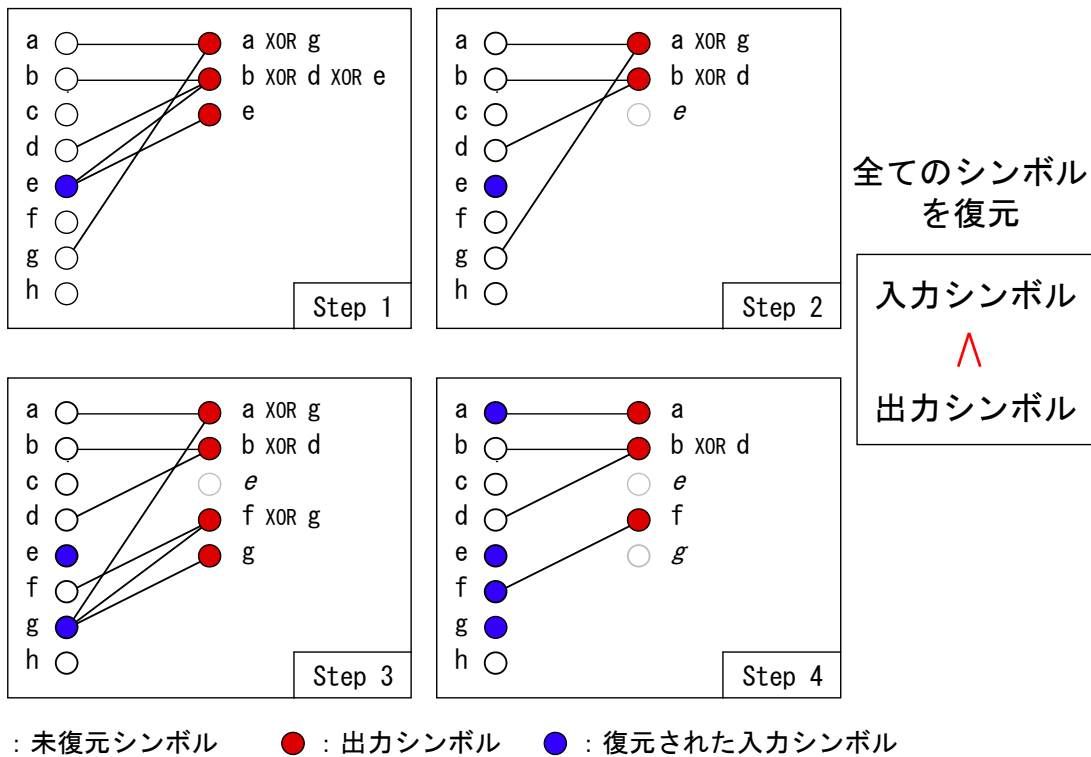 a a XOR g
b b XOR d XOR e
c e
d
e
f
g
h
Step 1
a a XOR g
b b XOR d
c e
d
e
f
g
h
Step 2
全てのシンボル
を復元
入力シンボル
∧
出力シンボル
a a XOR g
b b XOR d
c e
d f XOR g
e g
f
g
h
Step 3
a a
b b XOR d
c e
d f
e g
f
g
h
Step 4
：未復元シンボル ：出力シンボル ：復元された入力シンボル